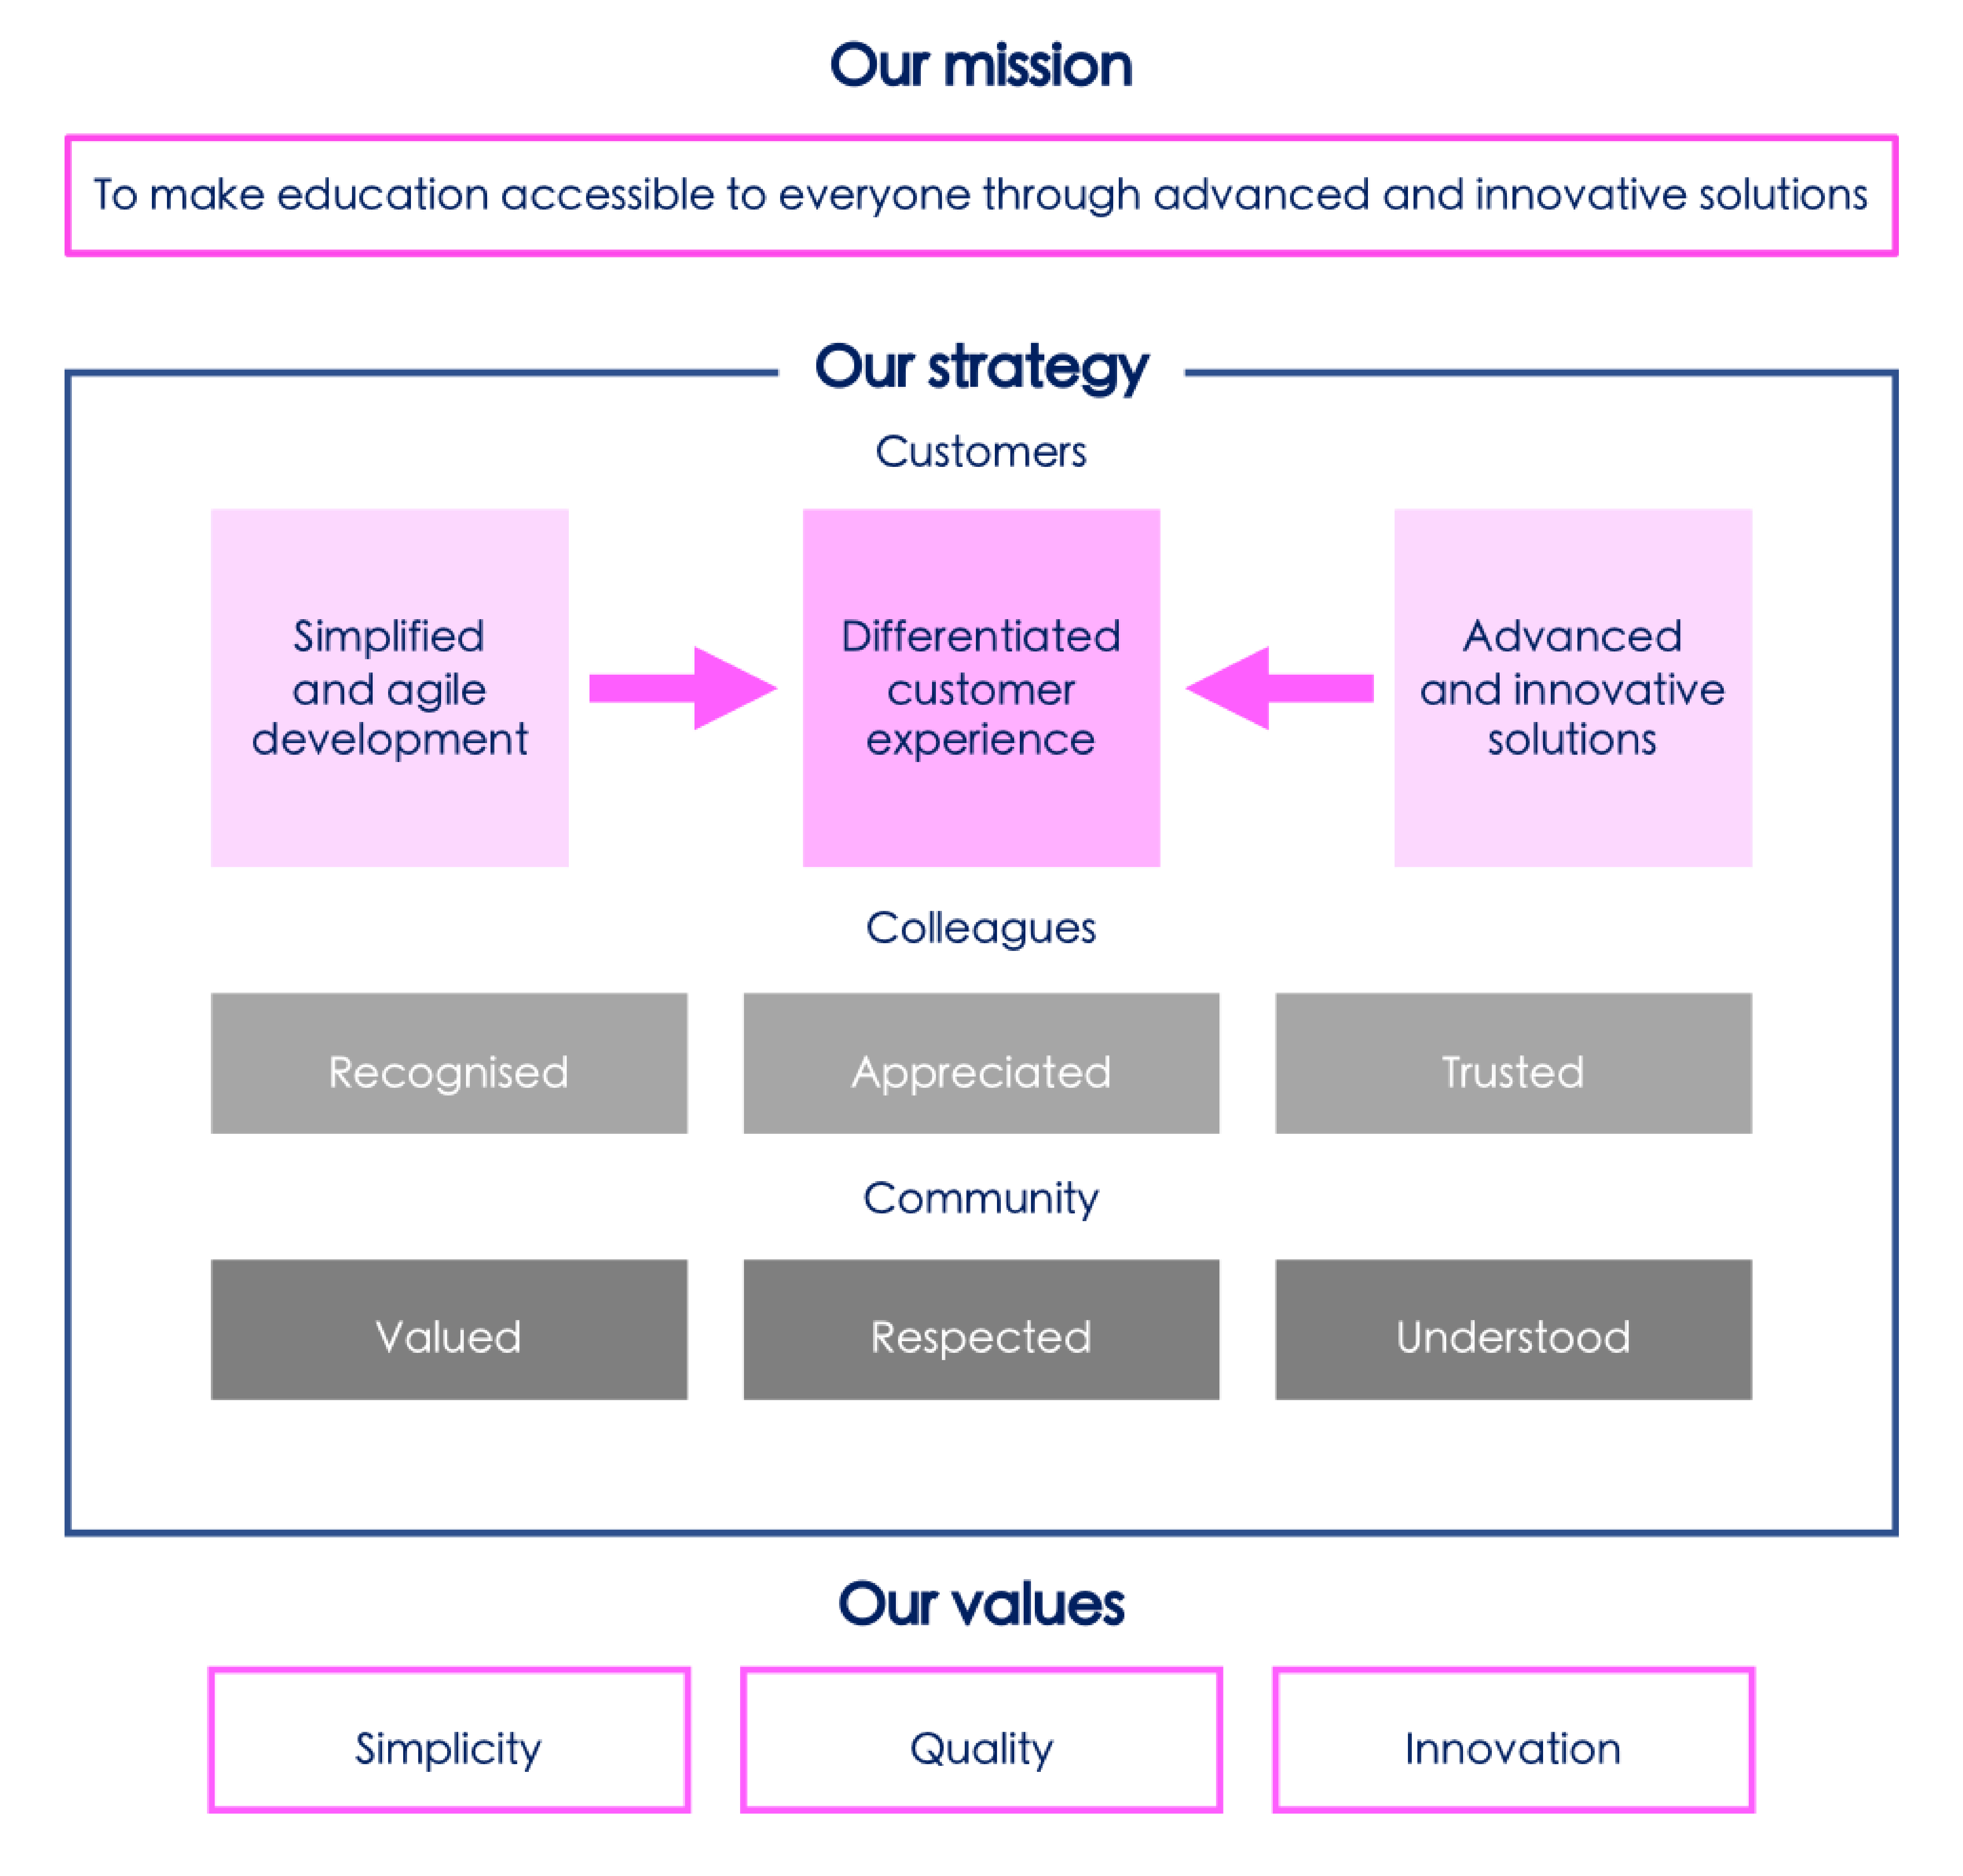 Our mission
To make education accessible to everyone through advanced and innovative solutions
Our strategy
Customers
Simplified
and agile
development
Differentiated
customer
experience
Advanced
and innovative
solutions
Colleagues
Recognised
Appreciated
Trusted
Community
Valued
Respected
Understood
Our values
Simplicity
Quality
Innovation